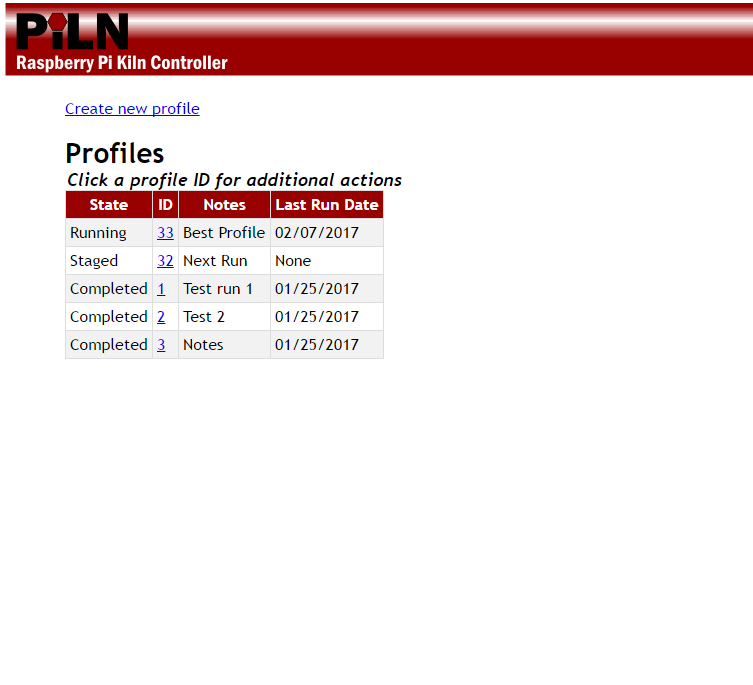 PiLN
Raspberry Pi Kiln Controller
Create new profile
Profiles
Click a profile ID for additional actions
State ID Notes Last Run Date
Running 33 Best Profile 02/07/2017
Staged 32 Next Run None
Completed 1 Test run 1 01/25/2017
Completed 2 Test 2 01/25/2017
Completed 3 Notes 01/25/2017